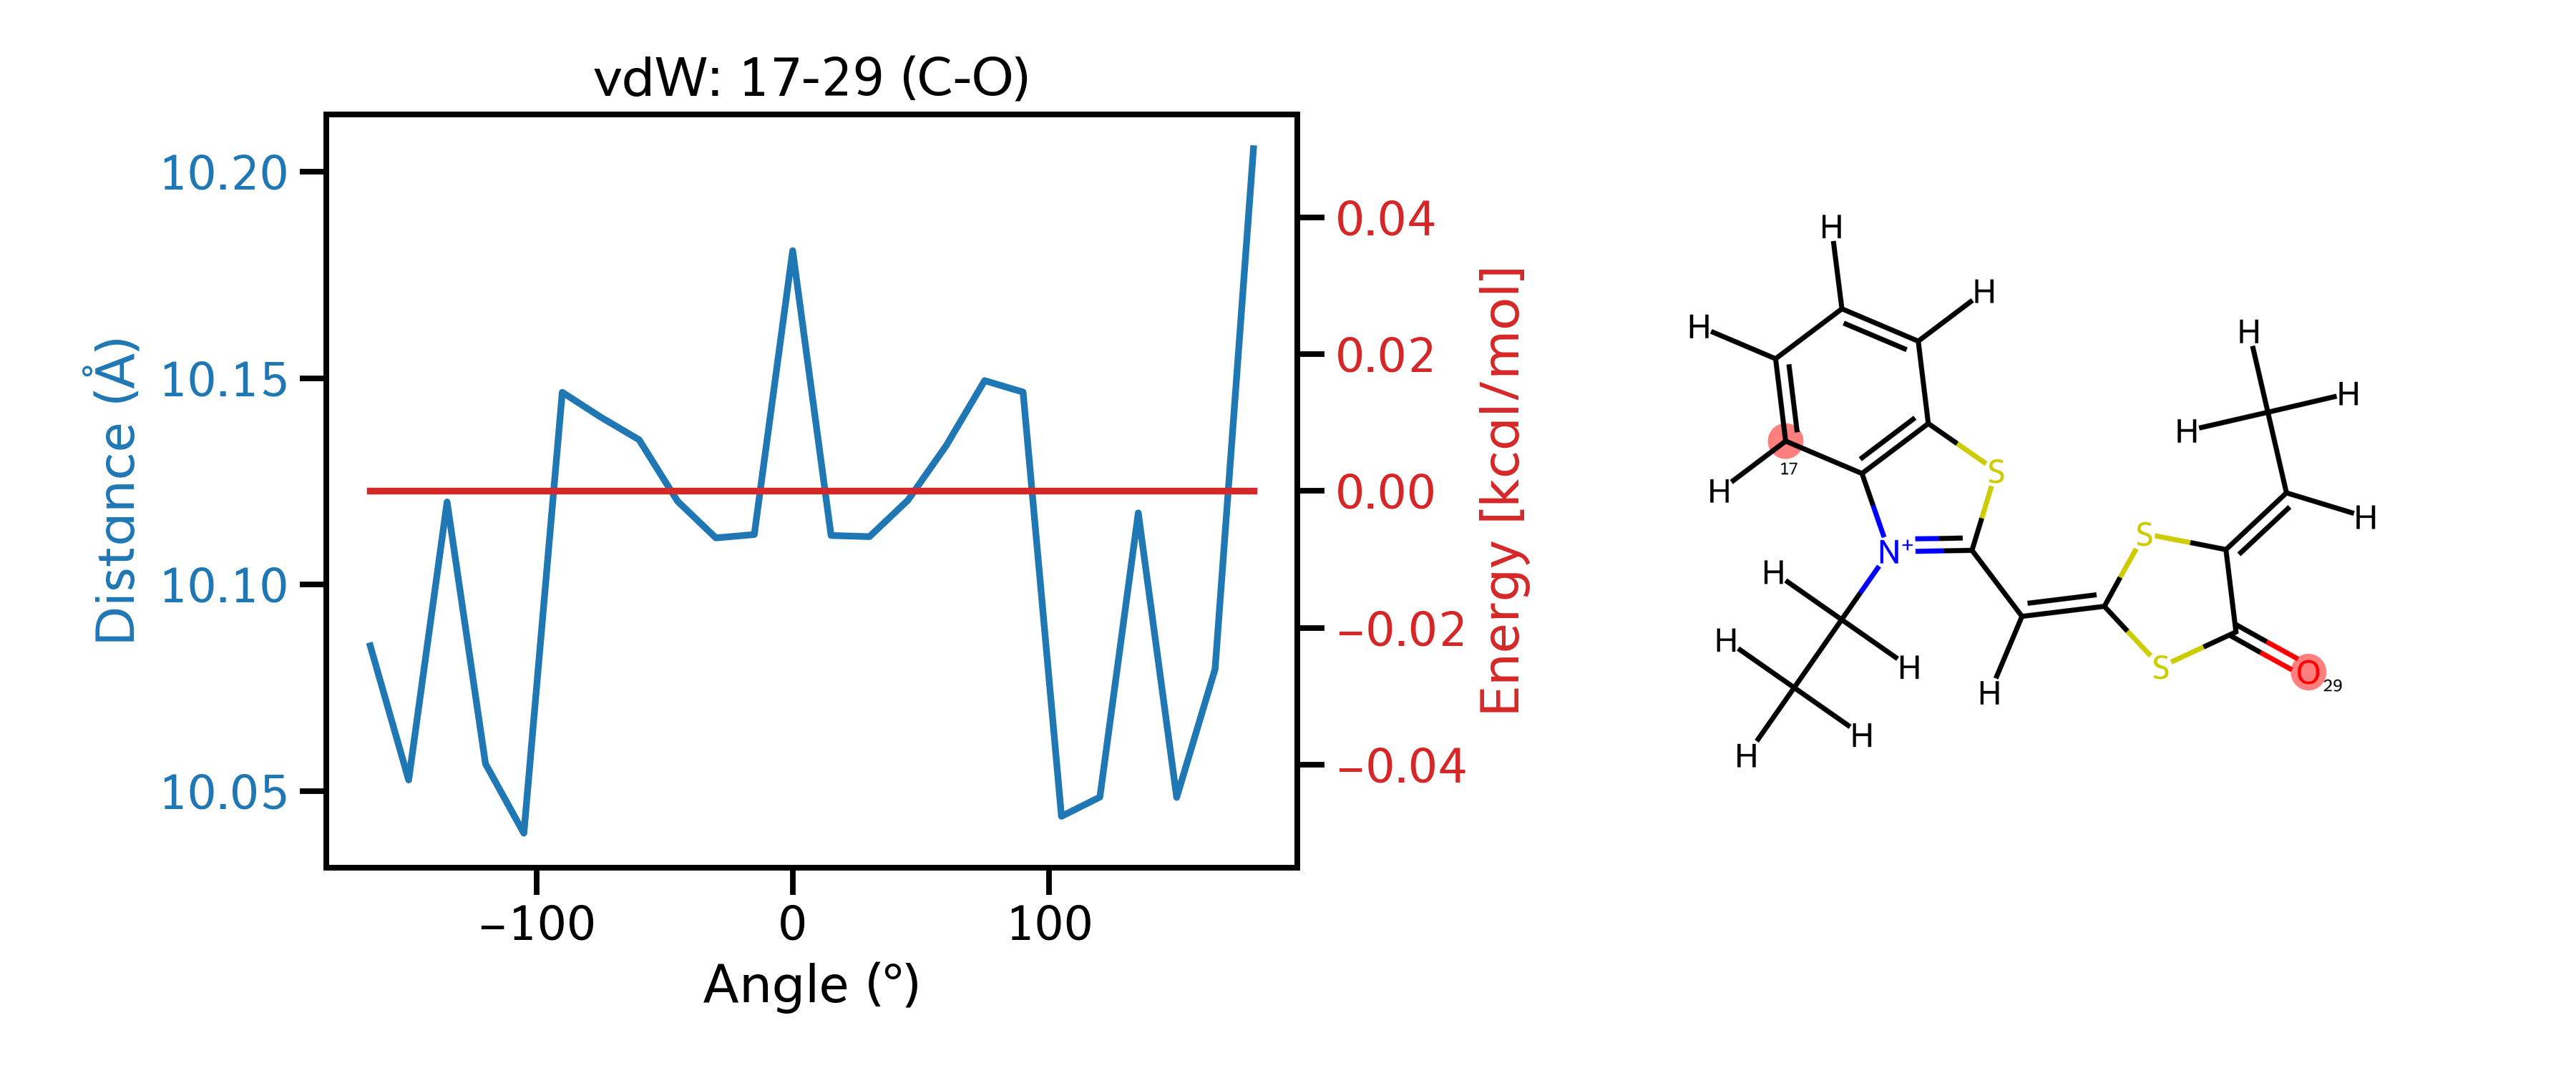 vdW: 17-29 (C-O)
Distance (Å)
10.20
10.15
10.10
10.05
−100
0
100
Angle (°)
0.04
0.02
0.00
−0.02
−0.04
Energy [kcal/mol]
H
H
H
H
H
H
17
H
S
H
S
H
N+
H
H
H
S
O
29
H
H
H